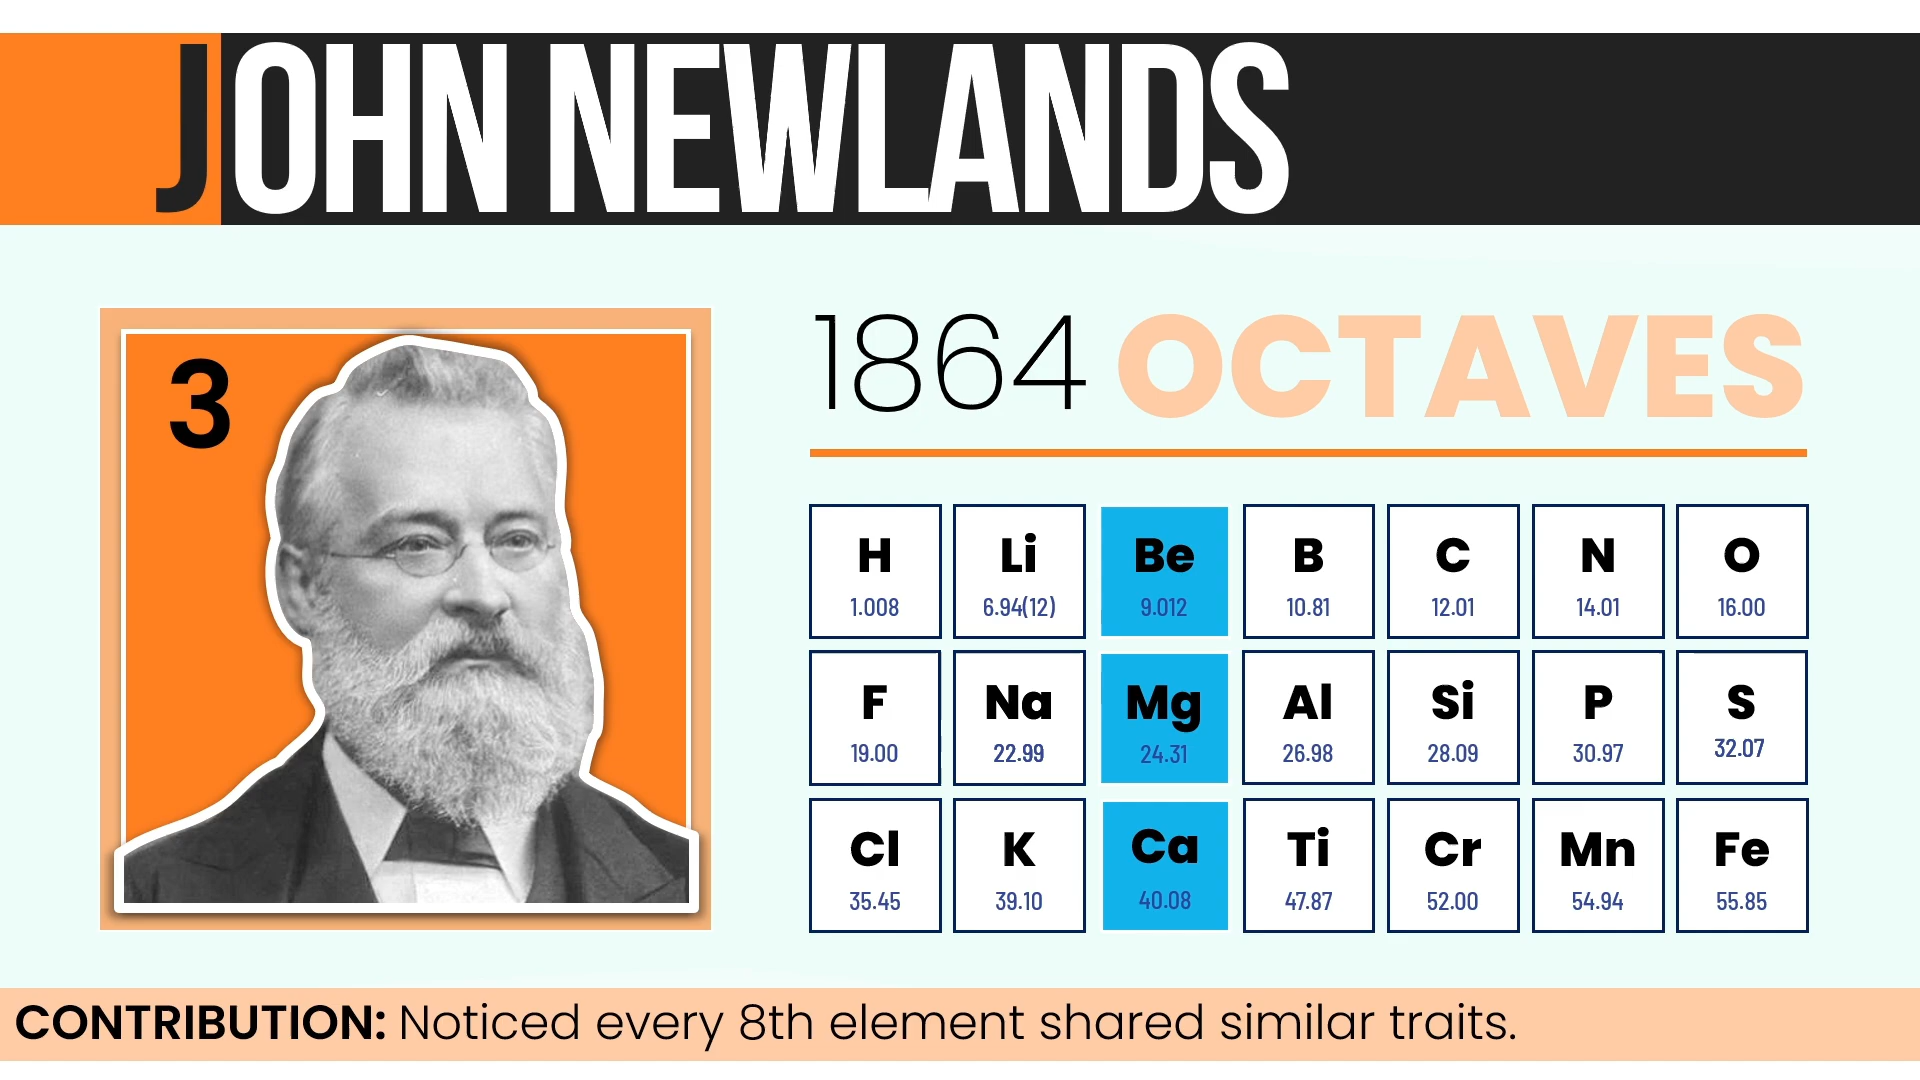 JOHN NEWLANDS
3
1864 OCTAVES
H Li Be B C N O
1.008 6.94(12) 9.012 10.81 12.01 14.01 16.00
F Na Mg Al Si P S
19.00 22.99 24.31 26.98 28.09 30.97 32.07
Cl K Ca Ti Cr Mn Fe
35.45 39.10 40.08 47.87 52.00 54.94 55.85
CONTRIBUTION: Noticed every 8th element shared similar traits.